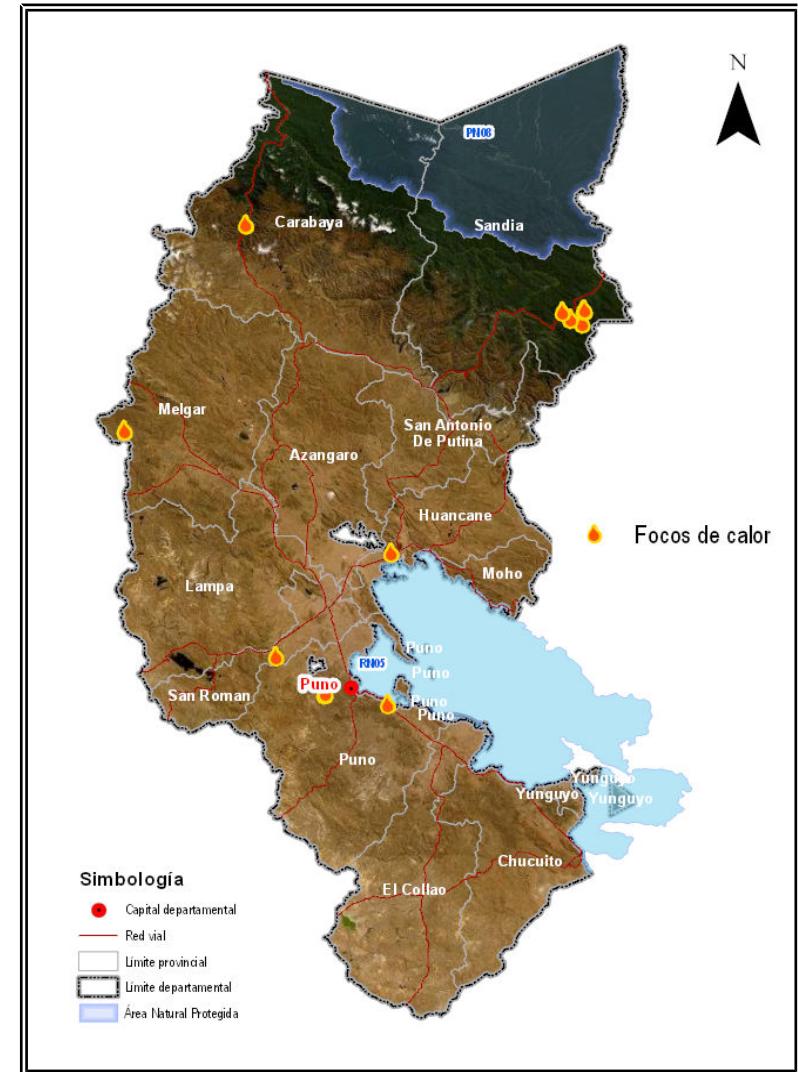 N
PN08
Carabaya
Sandia
Melgar
San Antonio
De Putina
Azangaro
Huancane
Focos de calor
Moho
Lampa
Puno
RN05
Puno
San Roman
Puno
Puno
Puno
Puno
Yunguyo
Yunguyo
Yunguyo
Chucuito
El Collao
Simbología
Capital departamental
Red vial
Límite provincial
Límite departamental
Área Natural Protegida